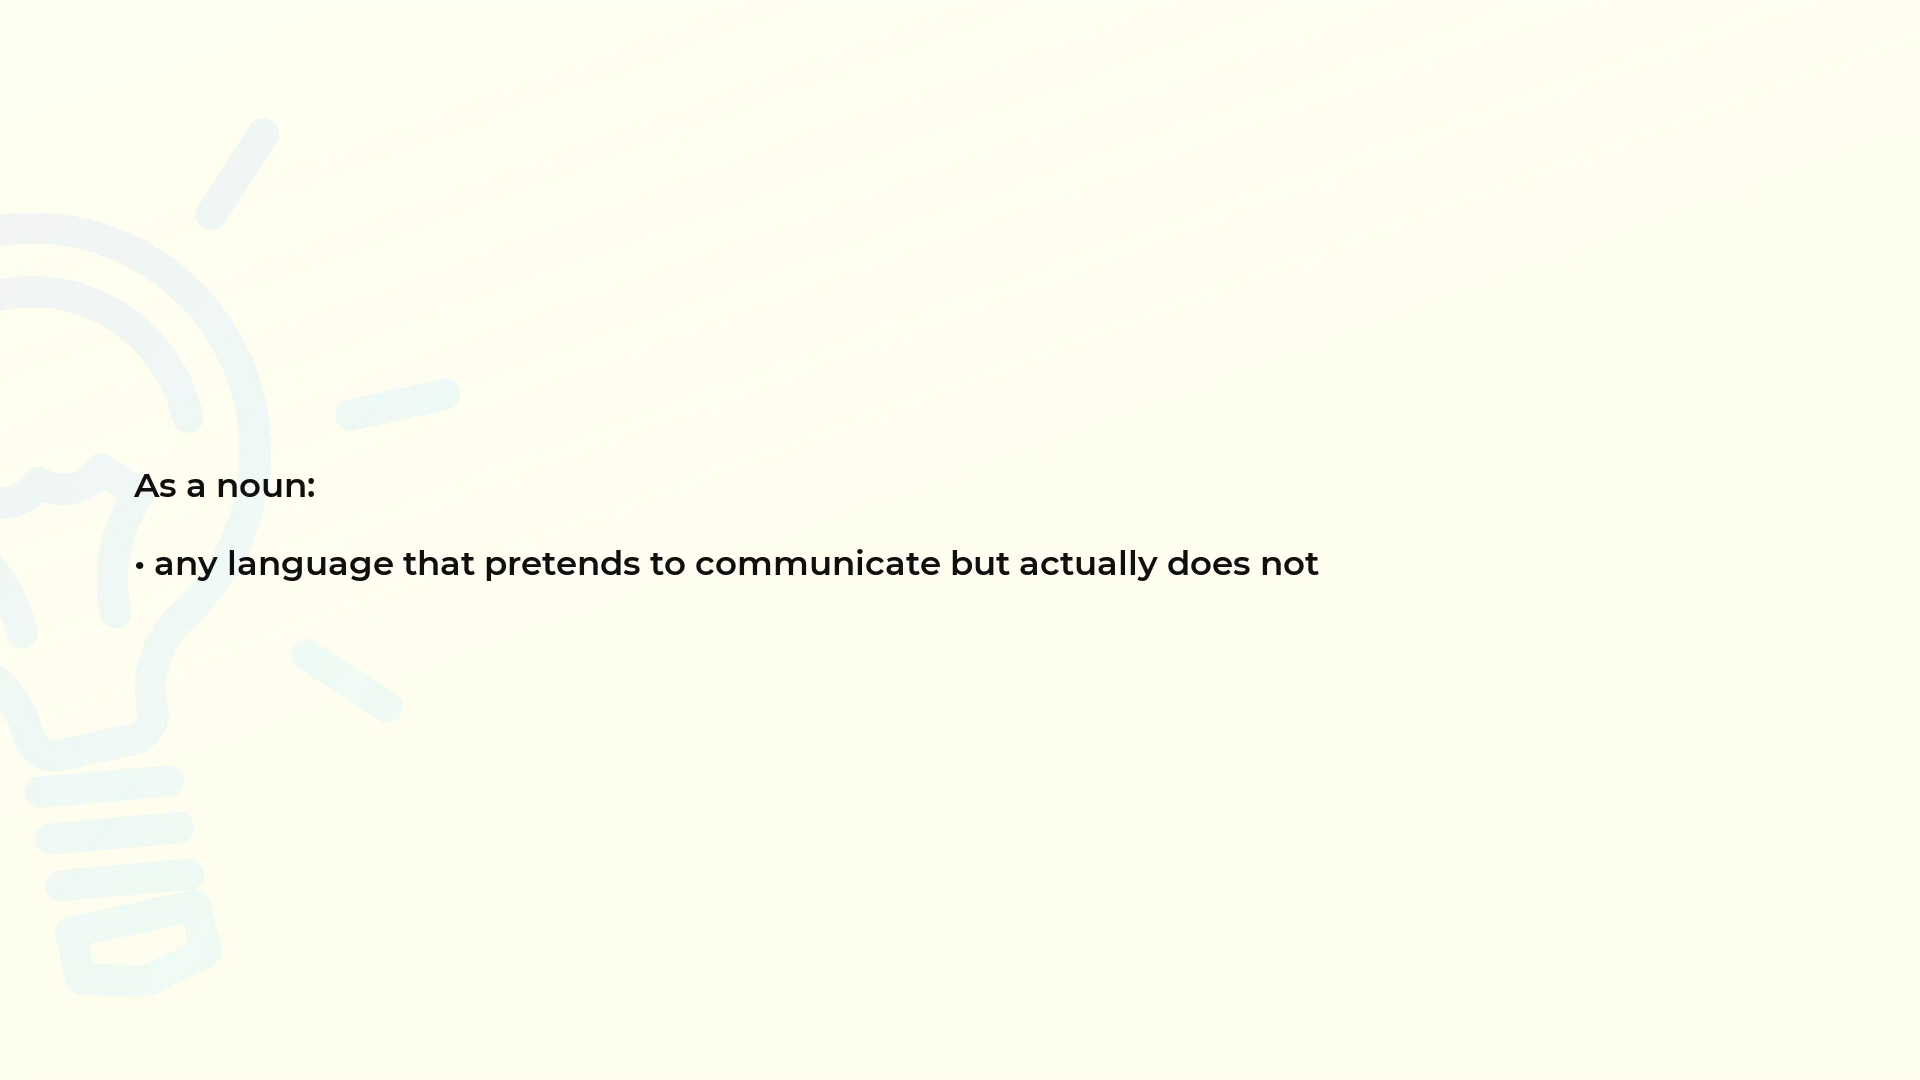 As a noun:
• any language that pretends to communicate but actually does not